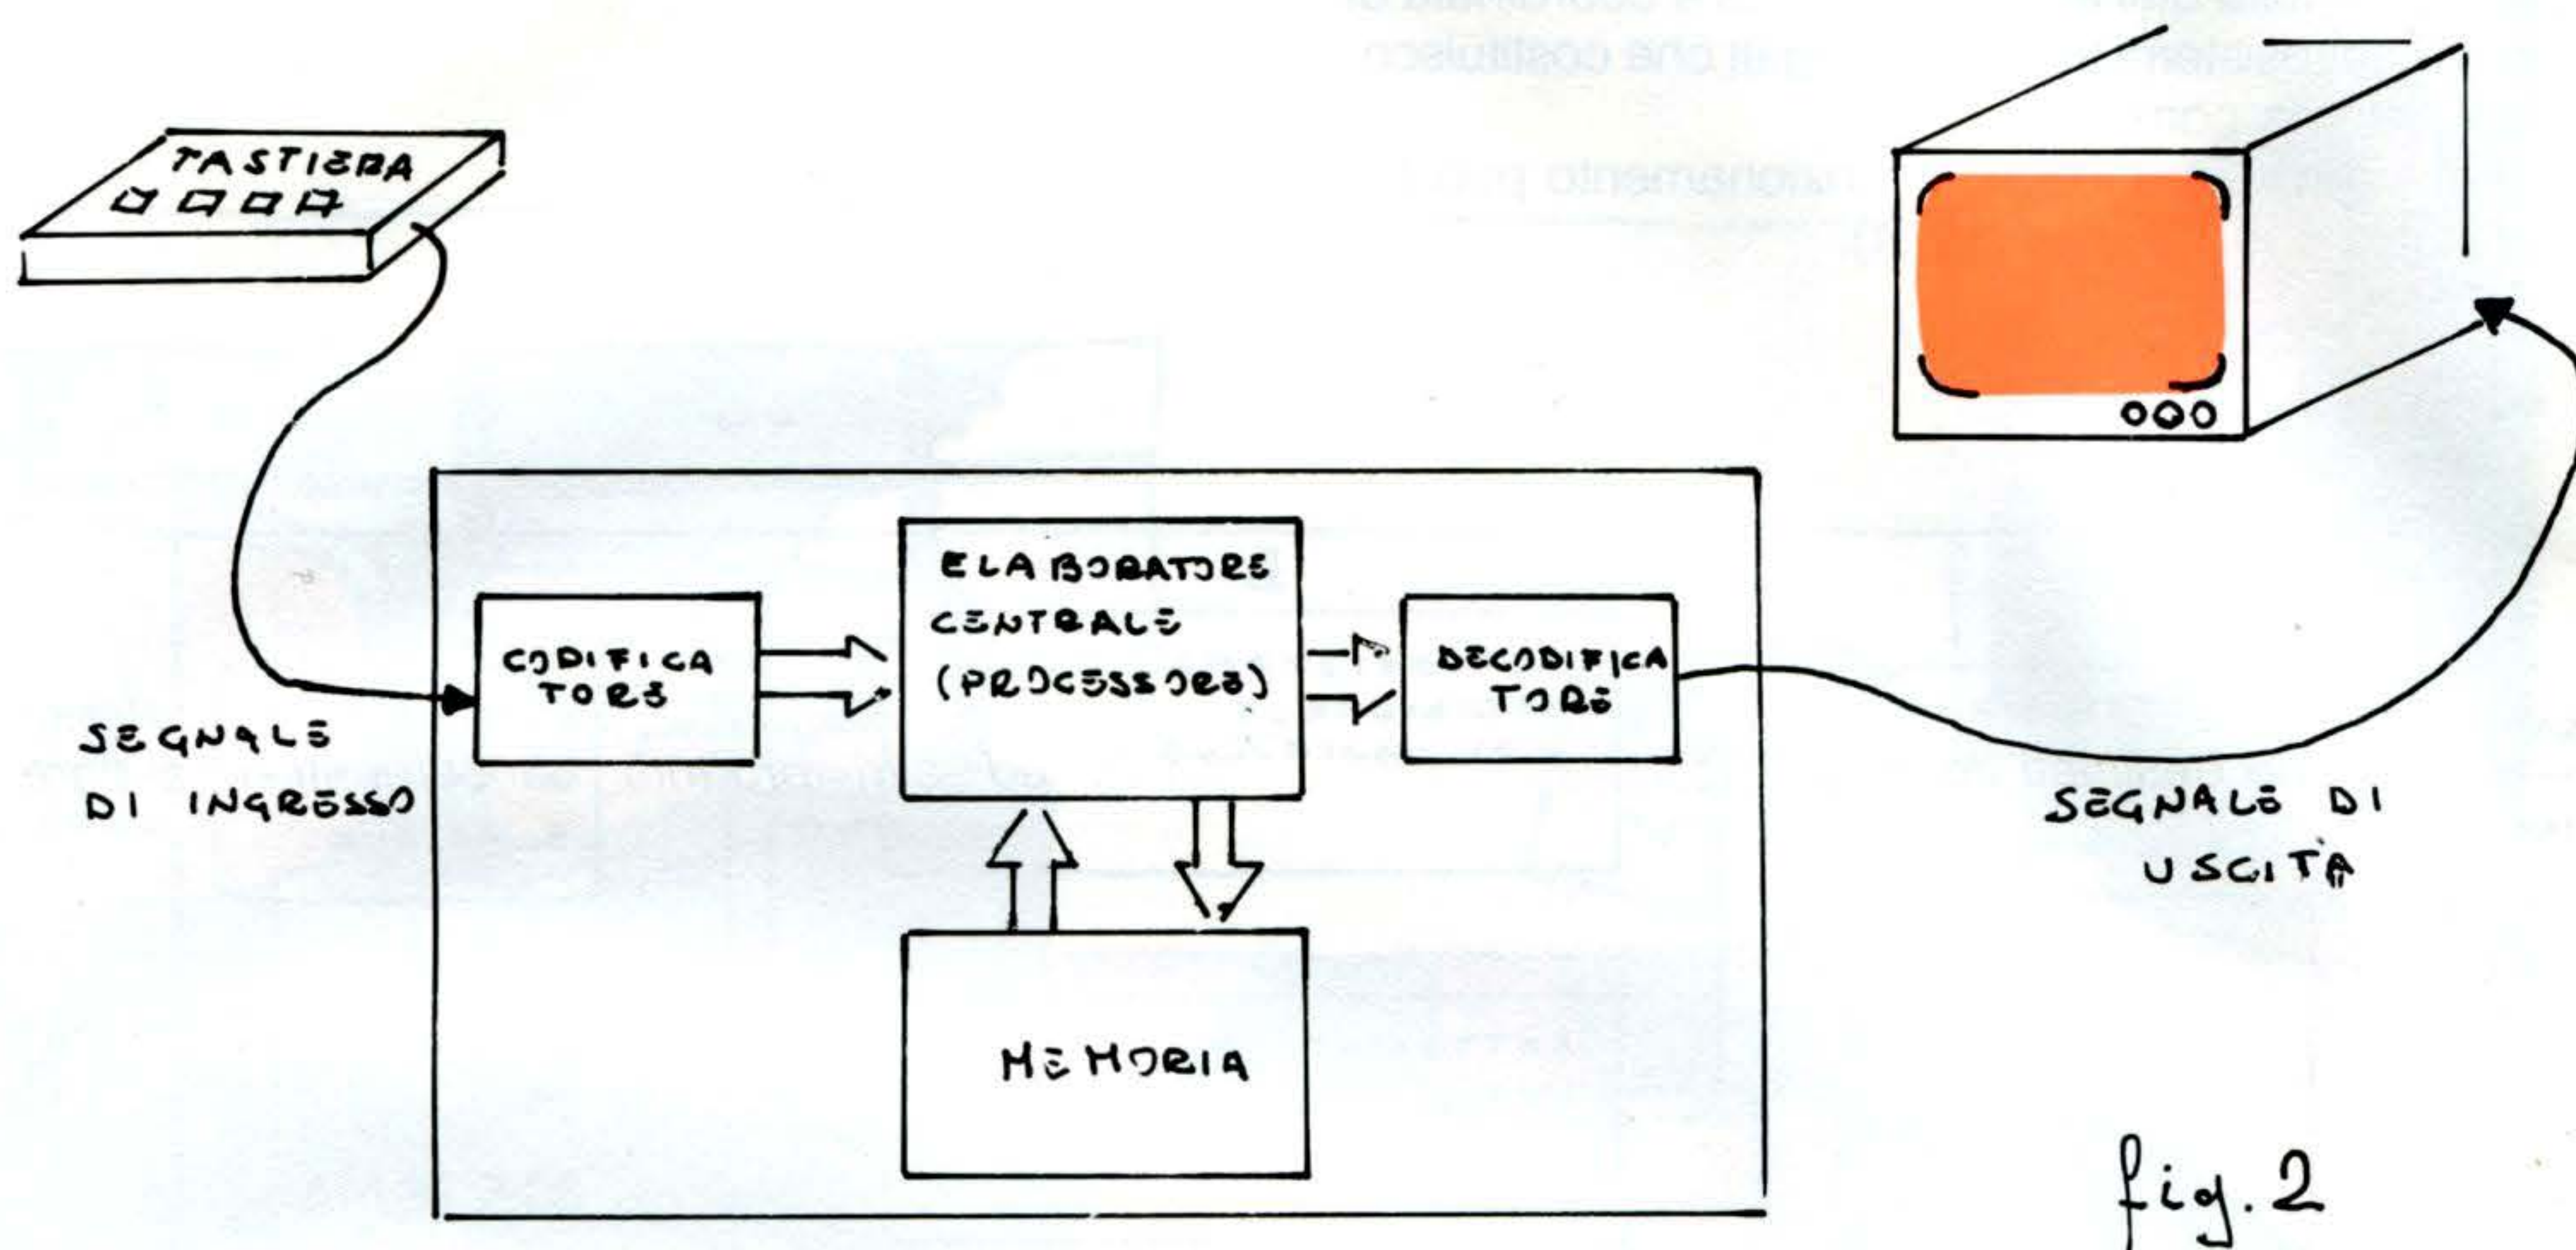 TASTIERA
SEGNALE
DI INGRESSO
CODIFICA
TORE
ELABORATORE
CENTRALE
(PROCESSORE)
DECODIFICA
TORE
MEMORIA
SEGNALE DI
USCITA
fig. 2